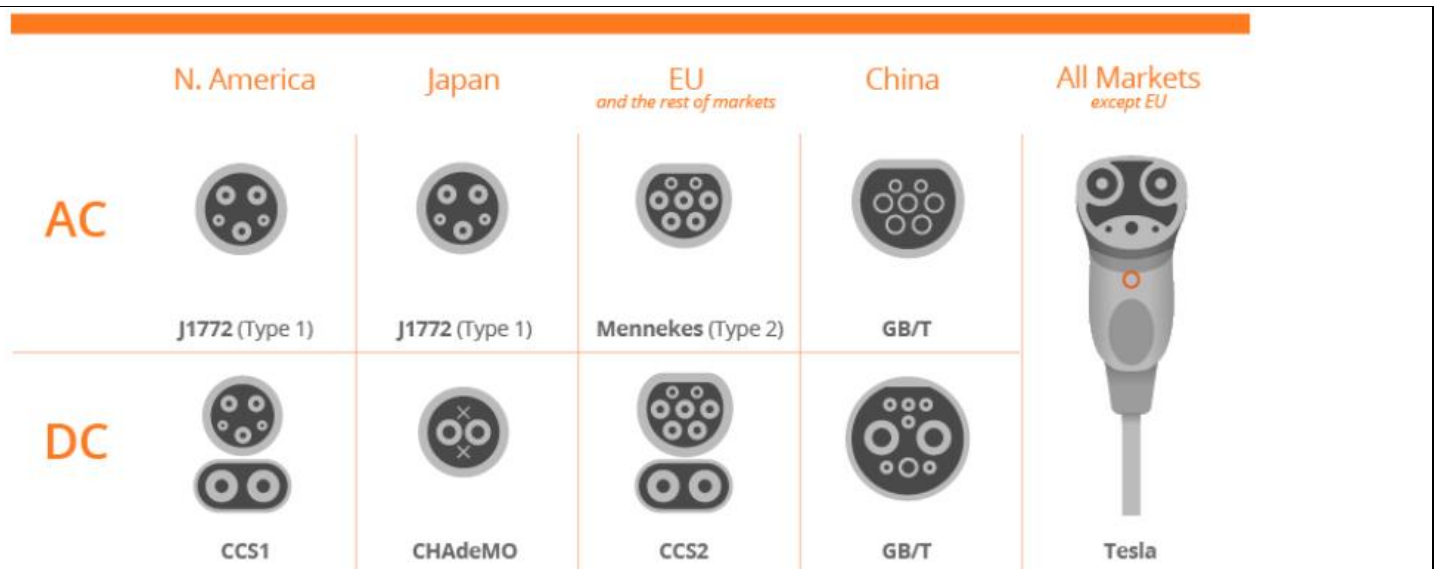 N. America
Japan
EU
and the rest of markets
China
All Markets
except EU
AC
J1772 (Type 1)
J1772 (Type 1)
Mennekes (Type 2)
GB/T
DC
CCS1
CHAdeMO
CCS2
GB/T
Tesla